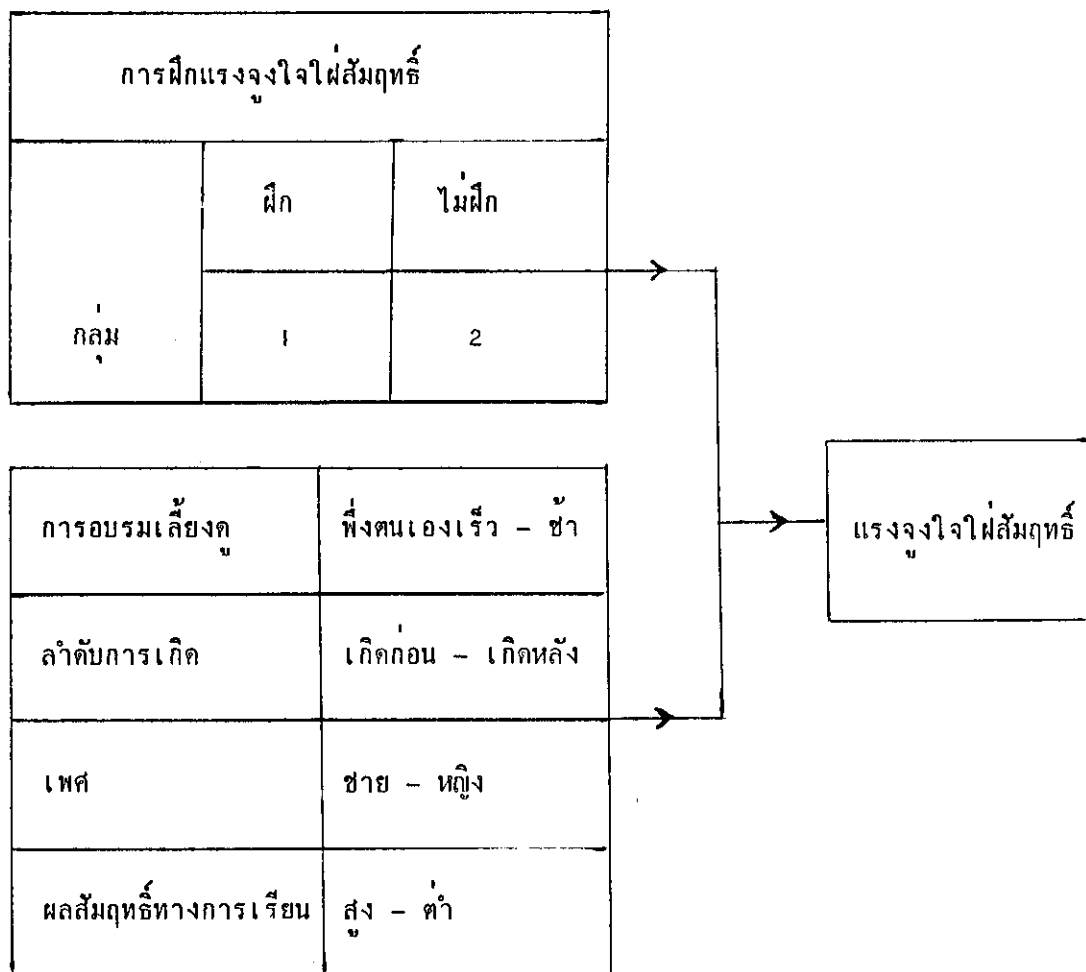 การฝึกแรงจูงใจใฝ่สัมฤทธิ์
ฝึก ไม่ฝึก
กลุ่ม 1 2
การอบรมเลี้ยงดู พึ่งตนเองเร็ว – ช้า
แรงจูงใจใฝ่สัมฤทธิ์
ลำดับการเกิด เกิดก่อน – เกิดหลัง
เพศ ชาย – หญิง
ผลสัมฤทธิ์ทางการเรียน สูง – ต่ำ